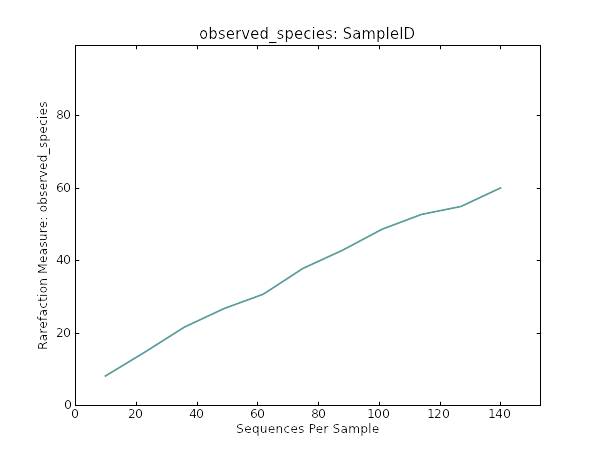 observed_species: SampleID
Rarefaction Measure: observed_species
80
60
40
20
0
0 20 40 60 80 100 120 140
Sequences Per Sample